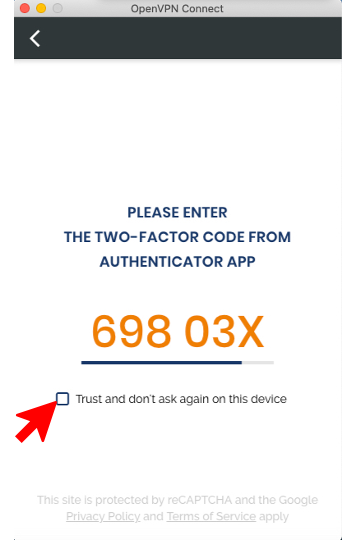 OpenVPN Connect
PLEASE ENTER
THE TWO-FACTOR CODE FROM
AUTHENTICATOR APP
698 03X
Trust and don't ask again on this device
This site is protected by reCAPTCHA and the Google
Privacy Policy and Terms of Service apply